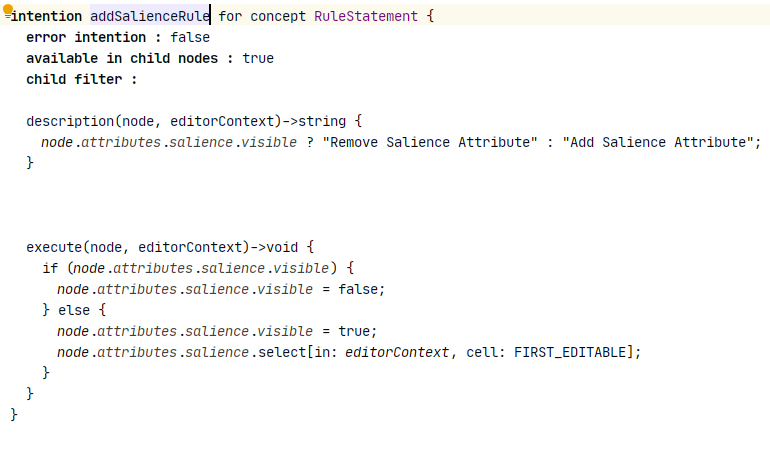 intention addSalienceRule for concept RuleStatement {
error intention : false
available in child nodes : true
child filter :
description(node, editorContext)->string {
node.attributes.salience.visible ? "Remove Salience Attribute" : "Add Salience Attribute";
}
execute(node, editorContext)->void {
if (node.attributes.salience.visible) {
node.attributes.salience.visible = false;
} else {
node.attributes.salience.visible = true;
node.attributes.salience.select[in: editorContext, cell: FIRST_EDITABLE];
}
}
}